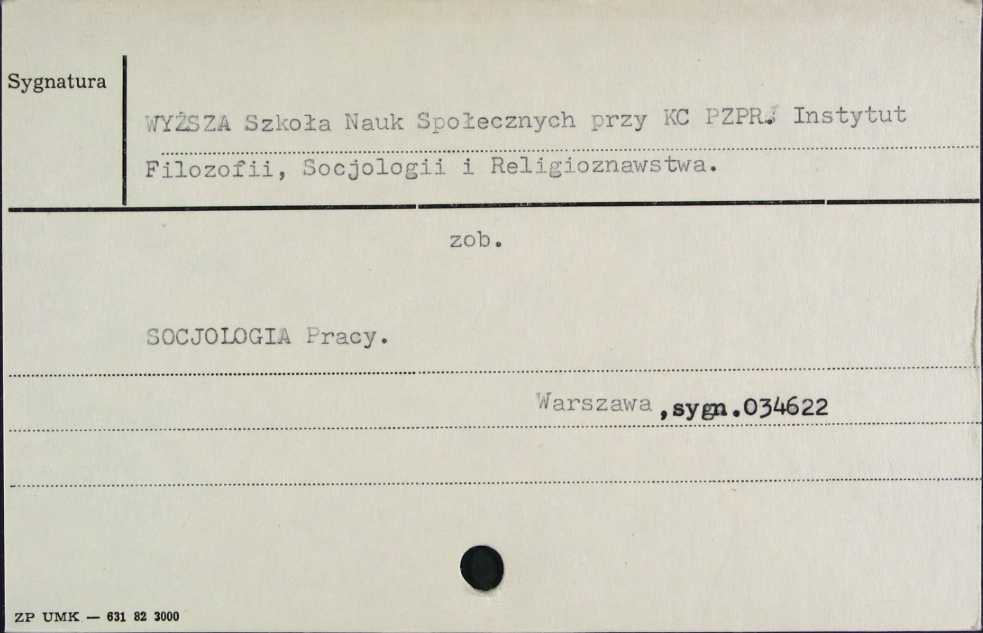 Sygnatura
WYŻSZA Szkoła Nauk Społecznych przy KC PZPR. Instytut
Filozofii, Socjologii i Religioznawstwa.
zob.
SOCJOLOGIA Pracy.
Warszawa ,sygn.034622
ZP UMK — 631 82 3000